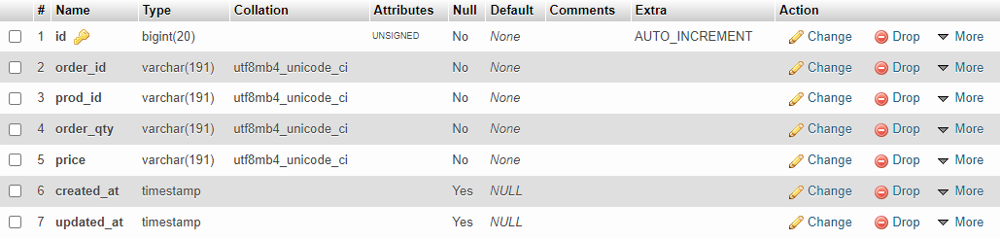 # Name Type Collation Attributes Null Default Comments Extra Action
1 id bigint(20) UNSIGNED No None AUTO_INCREMENT Change Drop More
2 order_id varchar(191) utf8mb4_unicode_ci No None Change Drop More
3 prod_id varchar(191) utf8mb4_unicode_ci No None Change Drop More
4 order_qty varchar(191) utf8mb4_unicode_ci No None Change Drop More
5 price varchar(191) utf8mb4_unicode_ci No None Change Drop More
6 created_at timestamp Yes NULL Change Drop More
7 updated_at timestamp Yes NULL Change Drop More